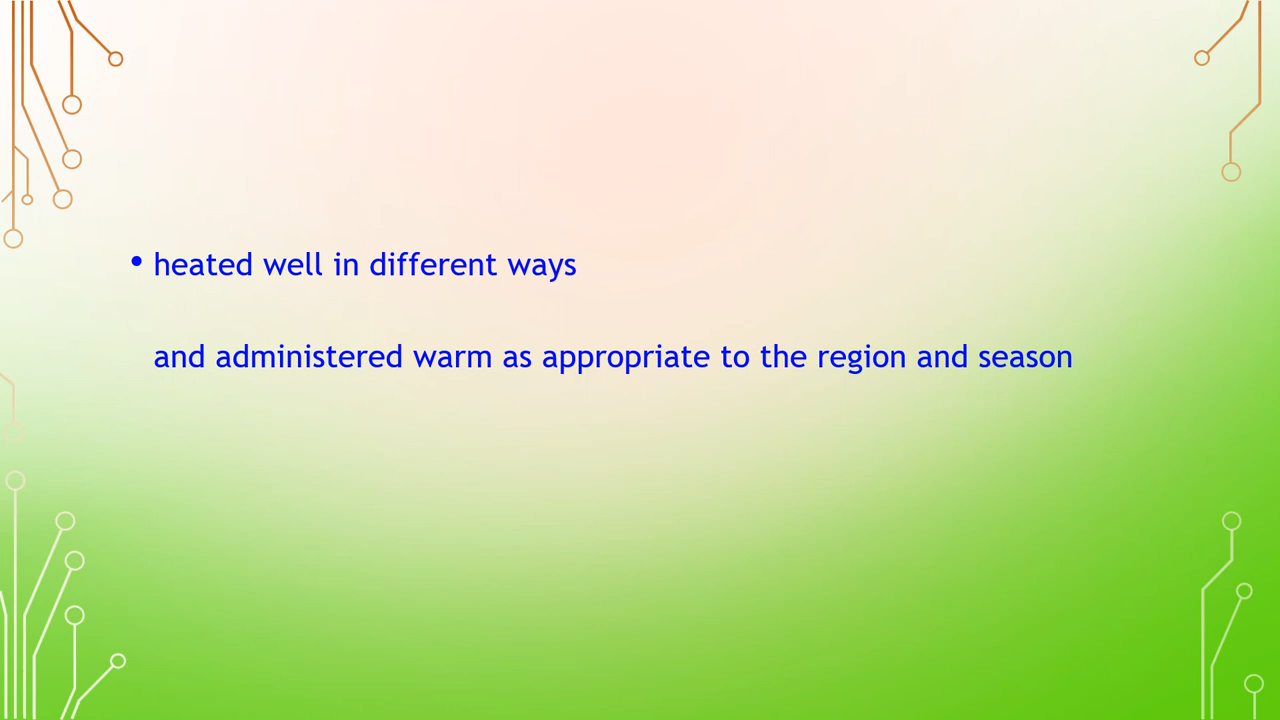 • heated well in different ways
and administered warm as appropriate to the region and season